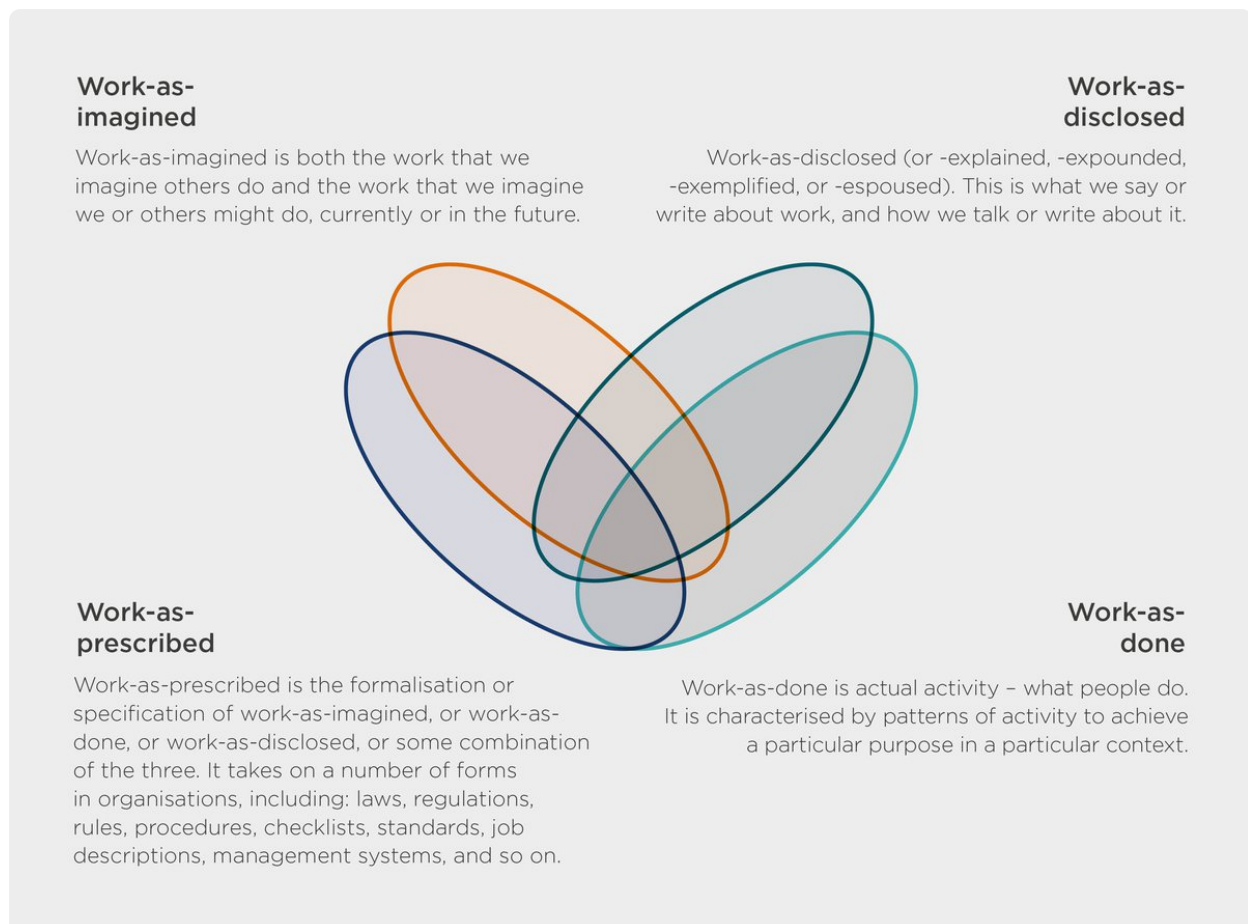 Work-as-
imagined
Work-as-imagined is both the work that we
imagine others do and the work that we imagine
we or others might do, currently or in the future.
Work-as-
disclosed
Work-as-disclosed (or -explained, -expounded,
-exemplified, or -espoused). This is what we say or
write about work, and how we talk or write about it.
Work-as-
prescribed
Work-as-prescribed is the formalisation or
specification of work-as-imagined, or work-as-
done, or work-as-disclosed, or some combination
of the three. It takes on a number of forms
in organisations, including: laws, regulations,
rules, procedures, checklists, standards, job
descriptions, management systems, and so on.
Work-as-
done
Work-as-done is actual activity – what people do.
It is characterised by patterns of activity to achieve
a particular purpose in a particular context.